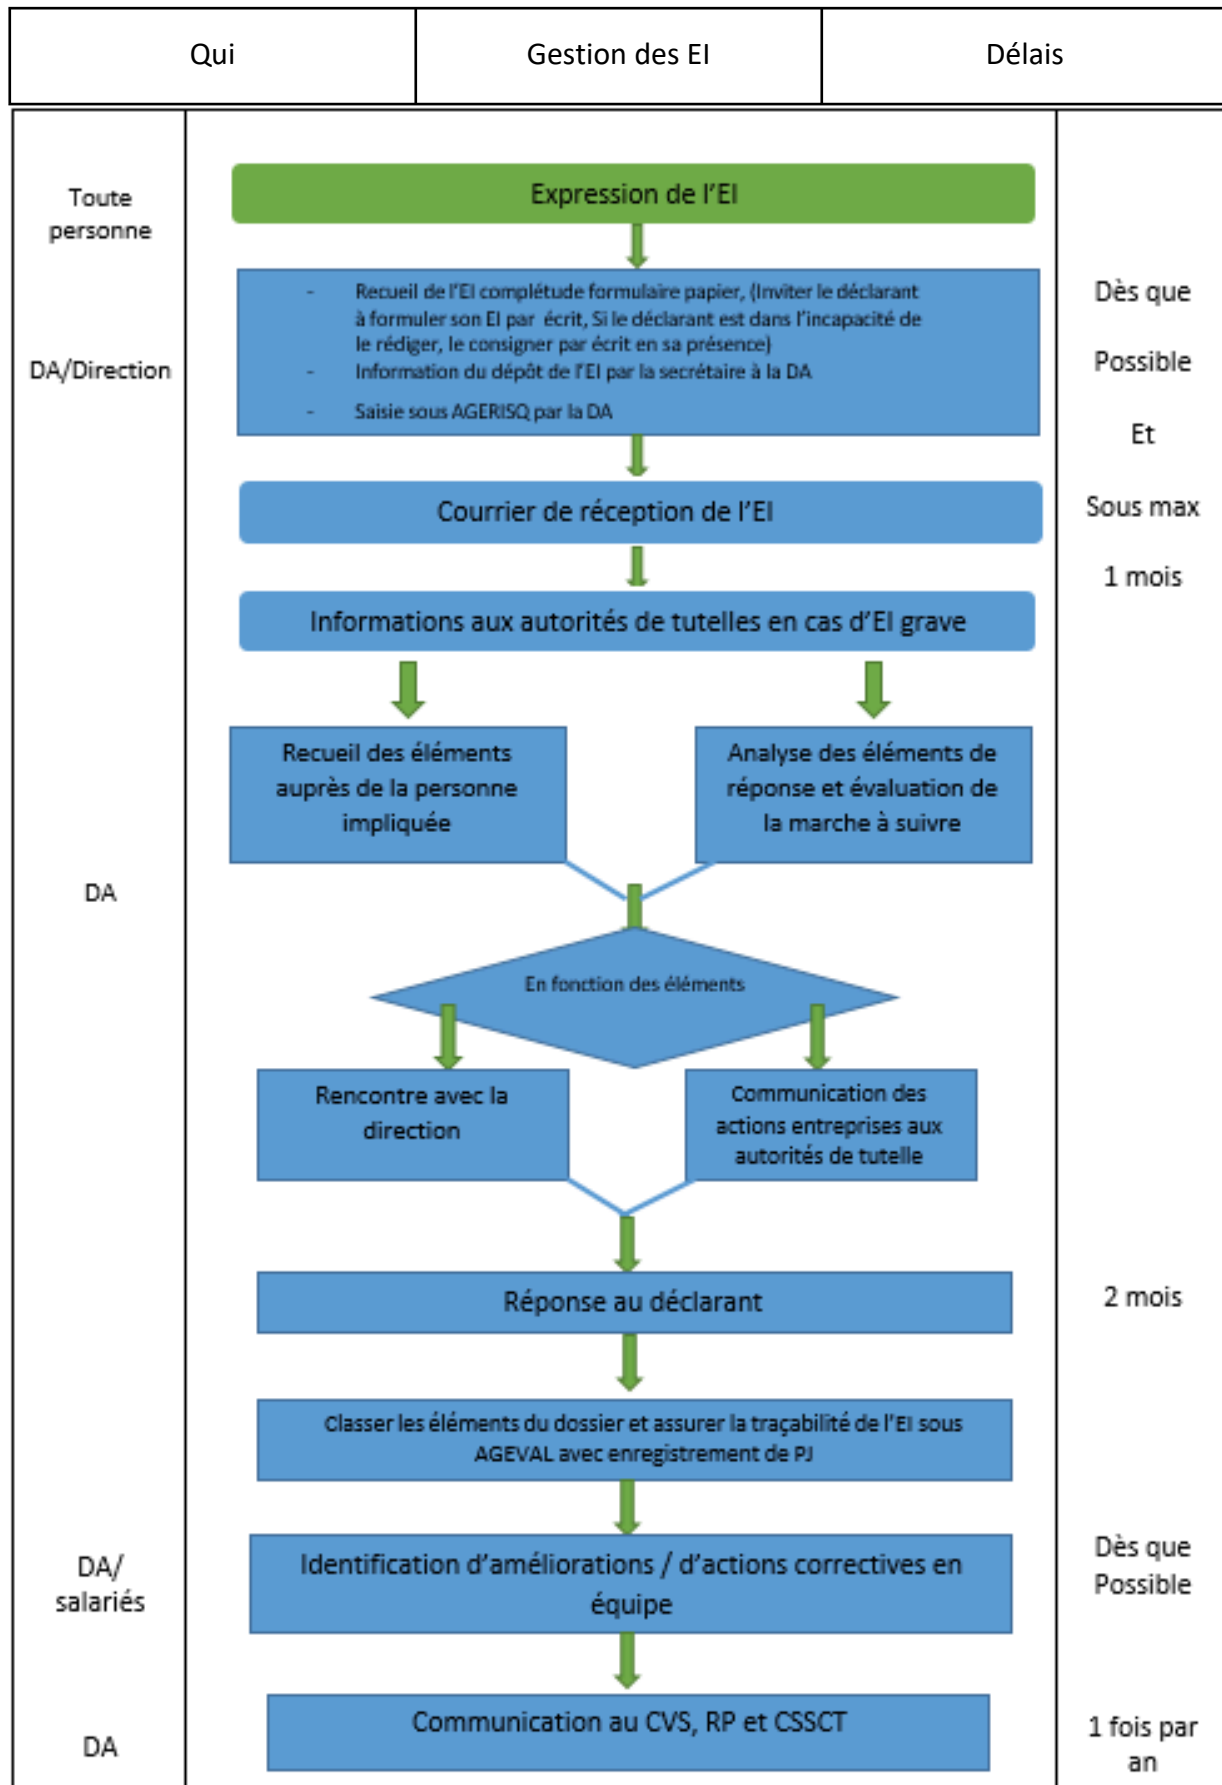 Qui
Gestion des EI
Délais
Toute
personne
Expression de l'EI
DA/Direction
- Recueil de l'EI complétude formulaire papier, (Inviter le déclarant
à formuler son EI par écrit, Si le déclarant est dans l'incapacité de
le rédiger, le consigner par écrit en sa présence)
- Information du dépôt de l'EI par la secrétaire à la DA
- Saisie sous AGERISQ par la DA
Dès que
Possible
Et
Sous max
1 mois
Courrier de réception de l'EI
Informations aux autorités de tutelles en cas d'EI grave
Recueil des éléments
auprès de la personne
impliquée
Analyse des éléments de
réponse et évaluation de
la marche à suivre
DA
En fonction des éléments
Rencontre avec la
direction
Communication des
actions entreprises aux
autorités de tutelle
Réponse au déclarant
2 mois
Classer les éléments du dossier et assurer la traçabilité de l'EI sous
AGEVAL avec enregistrement de PJ
DA/
salariés
Identification d'améliorations / d'actions correctives en
équipe
Dès que
Possible
DA
Communication au CVS, RP et CSSCT
1 fois par
an